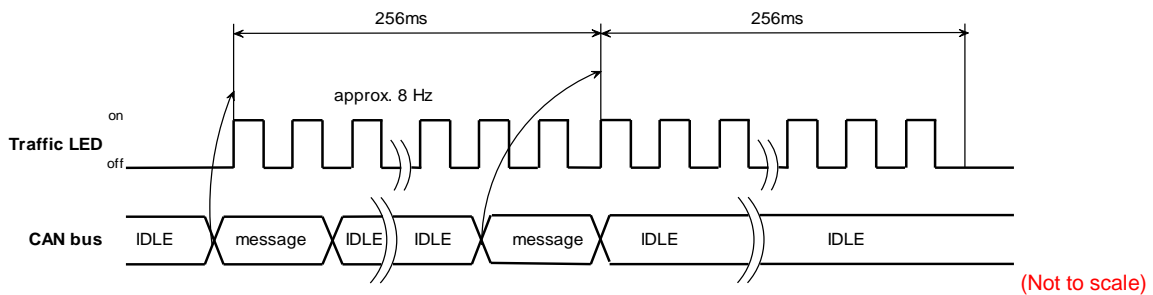 256ms 256ms
approx. 8 Hz
on
Traffic LED
off
CAN bus IDLE message IDLE IDLE message IDLE IDLE
(Not to scale)